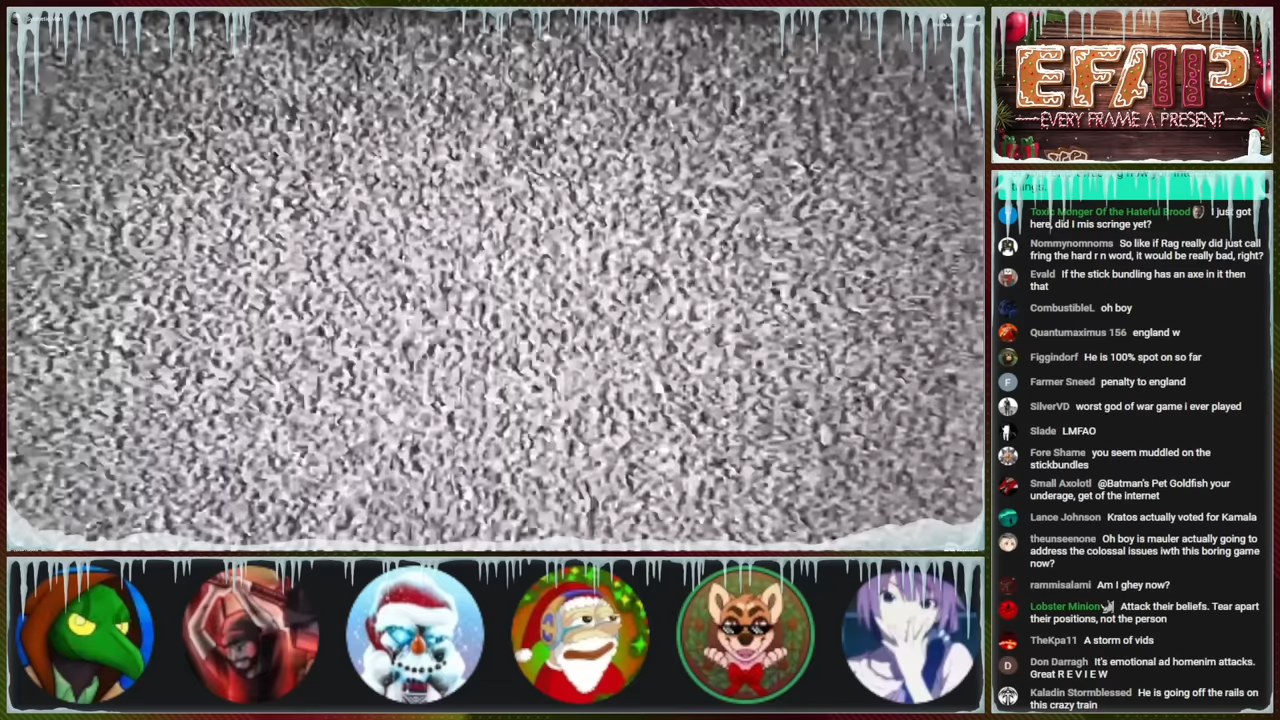 EFAP
EVERY FRAME A PRESENT
things.
Toxic Monger Of the Hateful Brood I just got
here, did I mis scringe yet?
Nommynomnoms So like if Rag really did just call
fring the hard r n word, it would be really bad, right?
Evald If the stick bundling has an axe in it then
that
CombustibleL oh boy
Quantumaximus 156 england w
Figgindorf He is 100% spot on so far
F
Farmer Sneed penalty to england
SilverVD worst god of war game i ever played
Slade LMFAO
Fore Shame you seem muddled on the
stickbundles
Small Axolotl @Batman's Pet Goldfish your
underage, get of the internet
Lance Johnson Kratos actually voted for Kamala
theunseenone Oh boy is mauler actually going to
address the colossal issues iwth this boring game
now?
rammisalami Am I ghey now?
Lobster Minion Attack their beliefs. Tear apart
their positions, not the person
TheKpa11 A storm of vids
D
Don Darragh It's emotional ad homenim attacks.
Great R E V I E W
Kaladin Stormblessed He is going off the rails on
this crazy train